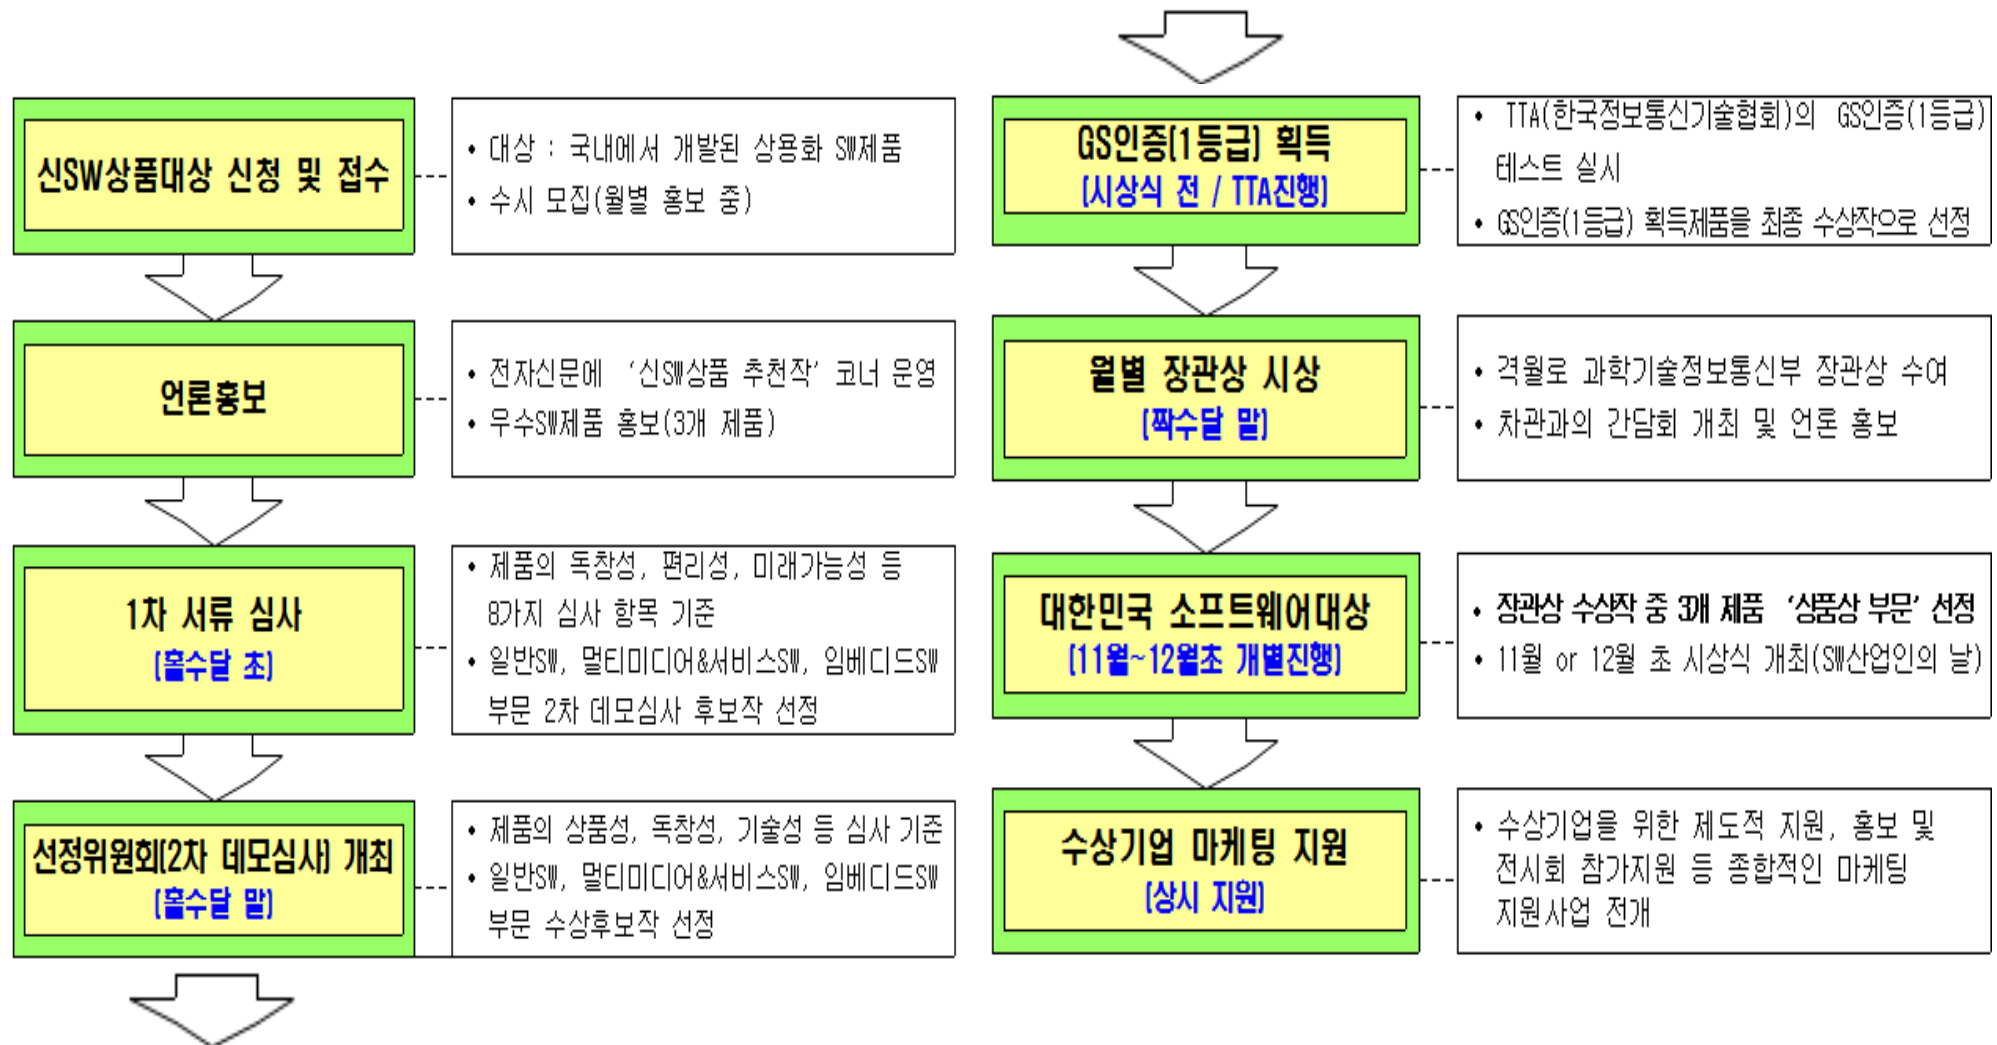 신SW상품대상 신청 및 접수
• 대상 : 국내에서 개발된 상용화 SW제품
• 수시 모집(월별 홍보 중)
언론홍보
• 전자신문에 ‘신SW상품 추천작’ 코너 운영
• 우수SW제품 홍보(3개 제품)
1차 서류 심사
(홀수달 초)
• 제품의 독창성, 편리성, 미래가능성 등
8가지 심사 항목 기준
• 일반SW, 멀티미디어&서비스SW, 임베디드SW
부문 2차 데모심사 후보작 선정
선정위원회(2차 데모심사) 개최
(홀수달 말)
• 제품의 상품성, 독창성, 기술성 등 심사 기준
• 일반SW, 멀티미디어&서비스SW, 임베디드SW
부문 수상후보작 선정
GS인증(1등급) 획득
(시상식 전 / TTA진행)
• TTA(한국정보통신기술협회)의 GS인증(1등급)
테스트 실시
• GS인증(1등급) 획득제품을 최종 수상작으로 선정
월별 장관상 시상
(짝수달 말)
• 격월로 과학기술정보통신부 장관상 수여
• 차관과의 간담회 개최 및 언론 홍보
대한민국 소프트웨어대상
(11월~12월초 개별진행)
• 장관상 수상작 중 3개 제품 ‘상품상 부문’ 선정
• 11월 or 12월 초 시상식 개최(SW산업인의 날)
수상기업 마케팅 지원
(상시 지원)
• 수상기업을 위한 제도적 지원, 홍보 및
전시회 참가지원 등 종합적인 마케팅
지원사업 전개